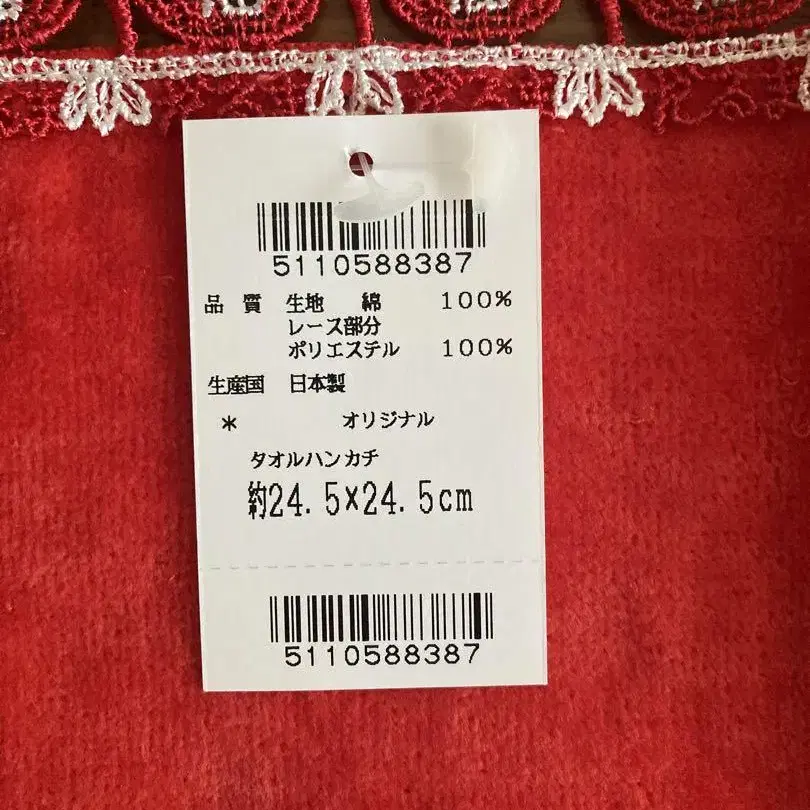 5110588387
品 質 生地 綿 100%
レース部分
ポリエステル 100%
生産国 日本製
* オリジナル
タオルハンカチ
約24.5×24.5cm
5110588387